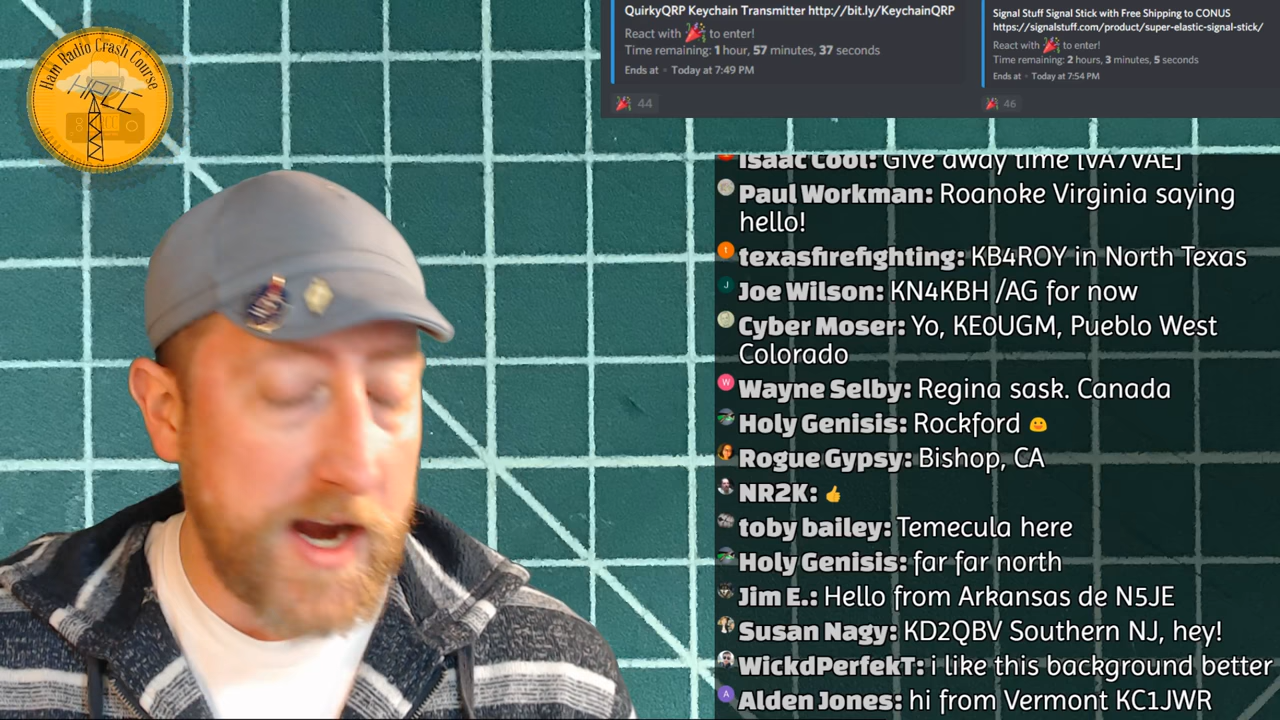 Ham Radio Crash Course
HRCC
QuirkyQRP Keychain Transmitter http://bit.ly/KeychainQRP
React with 🎉 to enter!
Time remaining: 1 hour, 57 minutes, 37 seconds
Ends at • Today at 7:49 PM
🎉 44
Signal Stuff Signal Stick with Free Shipping to CONUS
https://signalstuff.com/product/super-elastic-signal-stick/
React with 🎉 to enter!
Time remaining: 2 hours, 3 minutes, 5 seconds
Ends at • Today at 7:54 PM
🎉 46
Isaac Cool: Give away time [VA7VAE]
Paul Workman: Roanoke Virginia saying
hello!
texasfirefighting: KB4ROY in North Texas
Joe Wilson: KN4KBH /AG for now
Cyber Moser: Yo, KE0UGM, Pueblo West
Colorado
Wayne Selby: Regina sask. Canada
Holy Genisis: Rockford 🙂
Rogue Gypsy: Bishop, CA
NR2K: 👍
toby bailey: Temecula here
Holy Genisis: far far north
Jim E.: Hello from Arkansas de N5JE
Susan Nagy: KD2QBV Southern NJ, hey!
WickdPerfekT: i like this background better
Alden Jones: hi from Vermont KC1JWR